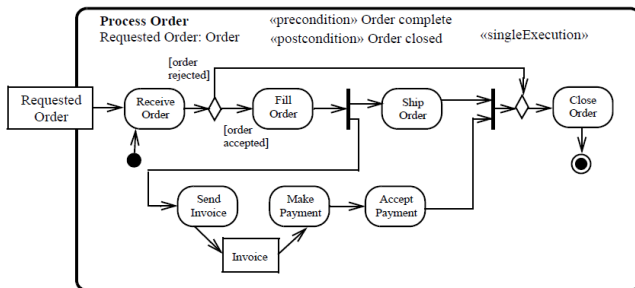 Process Order
«precondition» Order complete
Requested Order: Order
«postcondition» Order closed
«singleExecution»
[order
rejected]
Requested
Order
Receive
Order
Fill
Order
Ship
Order
Close
Order
[order
accepted]
Send
Invoice
Make
Payment
Accept
Payment
Invoice